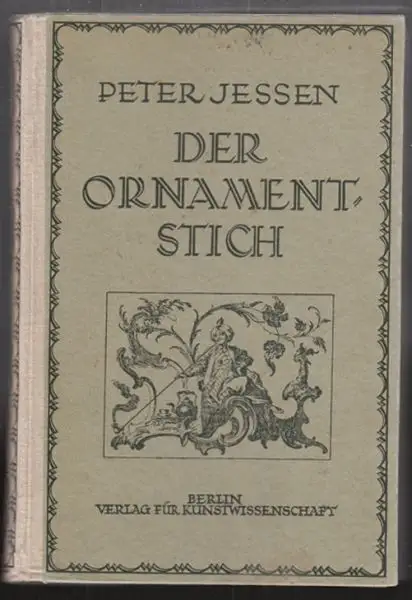 PETER JESSEN
DER
ORNAMENT-
STICH
BERLIN
VERLAG FÜR KUNSTWISSENSCHAFT